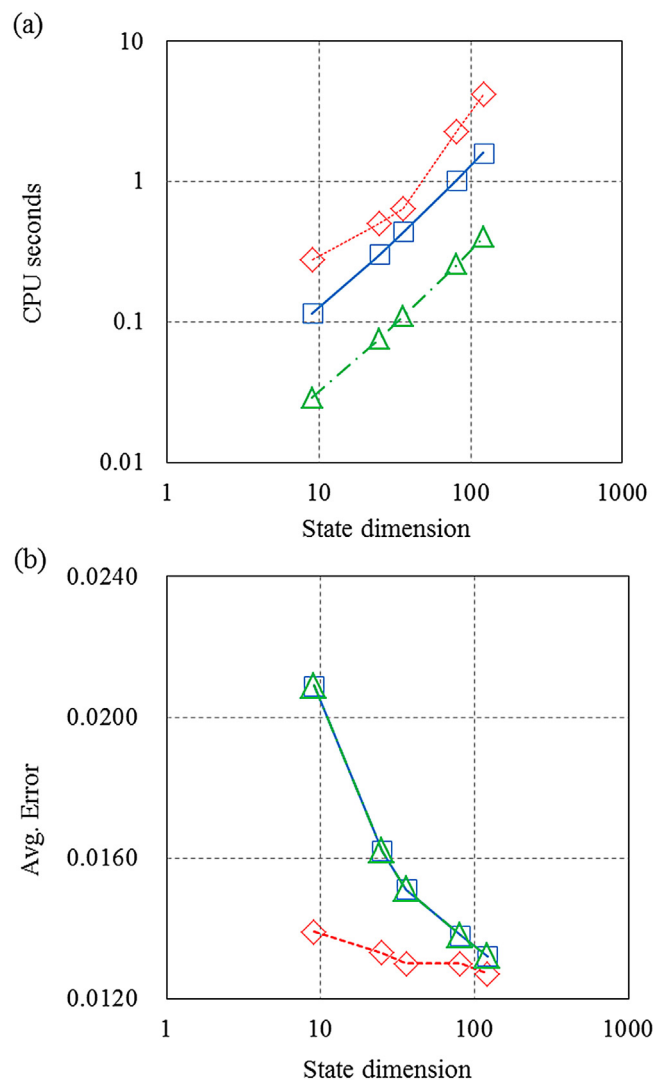 (a)
10
1
0.1
0.01
CPU seconds
1 10 100 1000
State dimension
(b)
0.0240
0.0200
0.0160
0.0120
Avg. Error
1 10 100 1000
State dimension